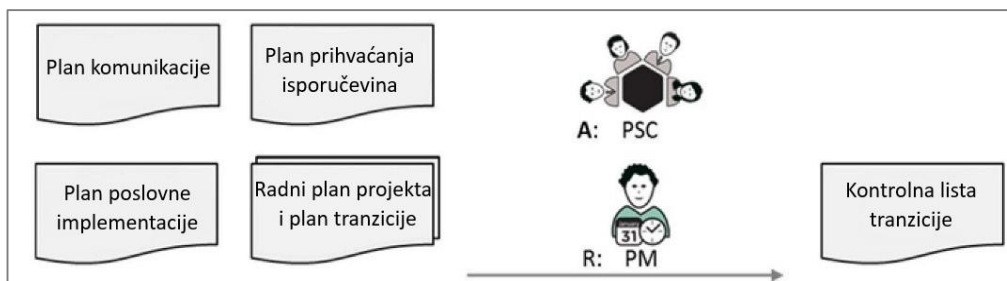 Plan komunikacije
Plan prihvaćanja
isporučevina
A: PSC
Plan poslovne
implementacije
Radni plan projekta
i plan tranzicije
31
R: PM
Kontrolna lista
tranzicije